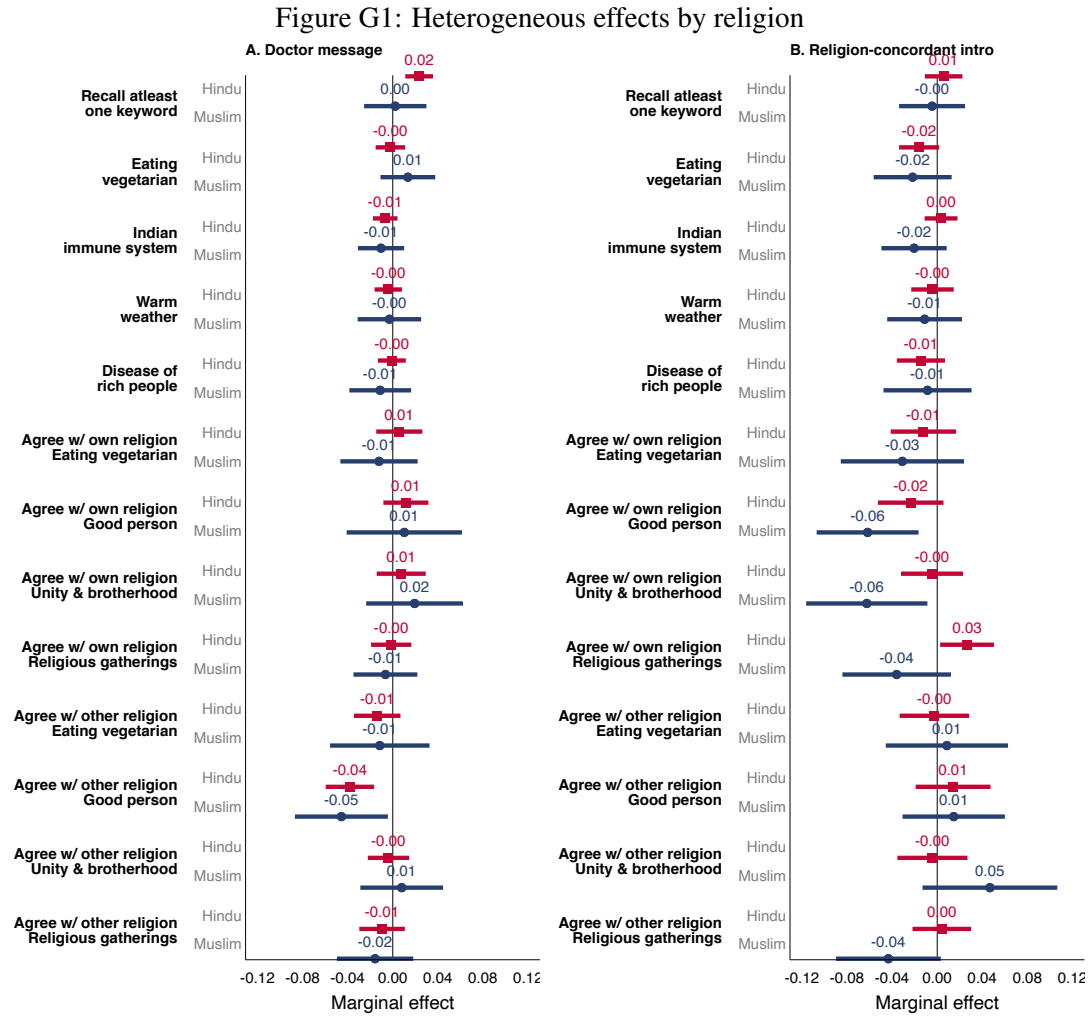 Figure G1: Heterogeneous effects by religion
A. Doctor message
Recall atleast
one keyword
Hindu
Muslim
0.02
0.00
Eating
vegetarian
Hindu
Muslim
-0.00
0.01
Indian
immune system
Hindu
Muslim
-0.01
-0.01
Warm
weather
Hindu
Muslim
-0.00
-0.00
Disease of
rich people
Hindu
Muslim
-0.00
-0.01
Agree w/ own religion
Eating vegetarian
Hindu
Muslim
0.01
-0.01
Agree w/ own religion
Good person
Hindu
Muslim
0.01
0.01
Agree w/ own religion
Unity & brotherhood
Hindu
Muslim
0.01
0.02
Agree w/ own religion
Religious gatherings
Hindu
Muslim
-0.00
-0.01
Agree w/ other religion
Eating vegetarian
Hindu
Muslim
-0.01
-0.01
Agree w/ other religion
Good person
Hindu
Muslim
-0.04
-0.05
Agree w/ other religion
Unity & brotherhood
Hindu
Muslim
-0.00
0.01
Agree w/ other religion
Religious gatherings
Hindu
Muslim
-0.01
-0.02
-0.12 -0.08 -0.04 0.00 0.04 0.08 0.12
Marginal effect
B. Religion-concordant intro
Recall atleast
one keyword
Hindu
Muslim
0.01
-0.00
Eating
vegetarian
Hindu
Muslim
-0.02
-0.02
Indian
immune system
Hindu
Muslim
0.00
-0.02
Warm
weather
Hindu
Muslim
-0.00
-0.01
Disease of
rich people
Hindu
Muslim
-0.01
-0.01
Agree w/ own religion
Eating vegetarian
Hindu
Muslim
-0.01
-0.03
Agree w/ own religion
Good person
Hindu
Muslim
-0.02
-0.06
Agree w/ own religion
Unity & brotherhood
Hindu
Muslim
-0.00
-0.06
Agree w/ own religion
Religious gatherings
Hindu
Muslim
0.03
-0.04
Agree w/ other religion
Eating vegetarian
Hindu
Muslim
-0.00
0.01
Agree w/ other religion
Good person
Hindu
Muslim
0.01
0.01
Agree w/ other religion
Unity & brotherhood
Hindu
Muslim
-0.00
0.05
Agree w/ other religion
Religious gatherings
Hindu
Muslim
0.00
-0.04
-0.12 -0.08 -0.04 0.00 0.04 0.08 0.12
Marginal effect